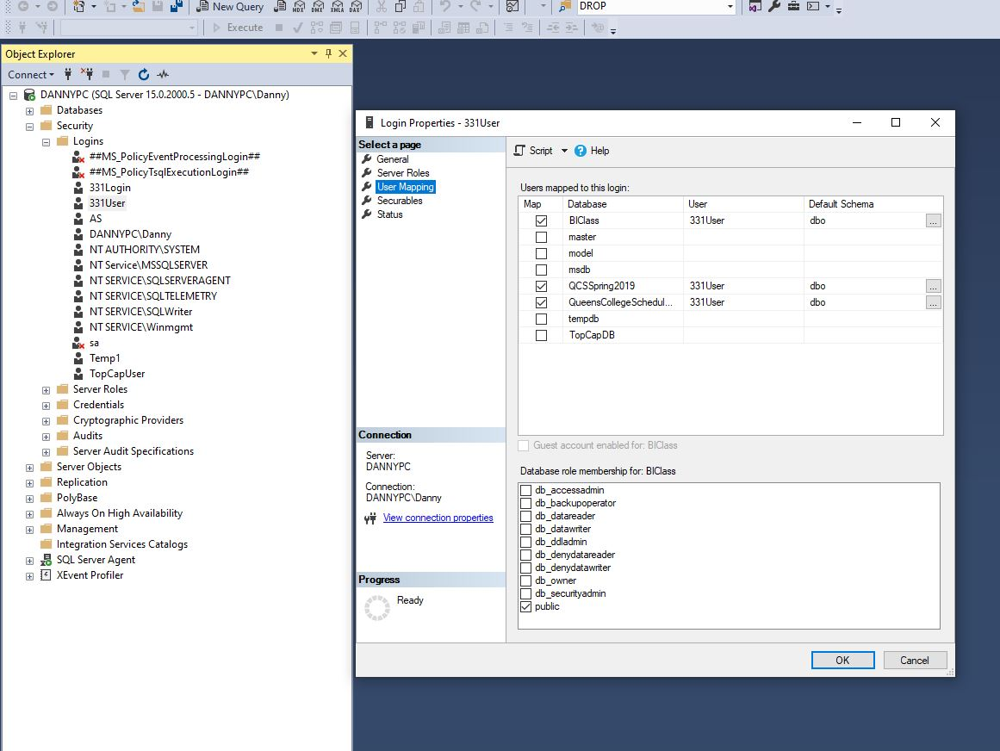 New Query MDX DMX XMLA DAX DROP
Execute
Object Explorer
Connect
DANNYPC (SQL Server 15.0.2000.5 - DANNYPC\Danny)
Databases
Security
Logins
##MS_PolicyEventProcessingLogin##
##MS_PolicyTsqlExecutionLogin##
331Login
331User
AS
DANNYPC\Danny
NT AUTHORITY\SYSTEM
NT Service\MSSQLSERVER
NT SERVICE\SQLSERVERAGENT
NT SERVICE\SQLTELEMETRY
NT SERVICE\SQLWriter
NT SERVICE\Winmgmt
sa
Temp1
TopCapUser
Server Roles
Credentials
Cryptographic Providers
Audits
Server Audit Specifications
Server Objects
Replication
PolyBase
Always On High Availability
Management
Integration Services Catalogs
SQL Server Agent
XEvent Profiler
Login Properties - 331User
Select a page
General
Server Roles
User Mapping
Securables
Status
Connection
Server:
DANNYPC
Connection:
DANNYPC\Danny
View connection properties
Progress
Ready
Script Help
Users mapped to this login:
Map Database User Default Schema
BIClass 331User dbo ...
master
model
msdb
QCSSpring2019 331User dbo ...
QueensCollegeSchedul... 331User dbo ...
tempdb
TopCapDB
Guest account enabled for: BIClass
Database role membership for: BIClass
db_accessadmin
db_backupoperator
db_datareader
db_datawriter
db_ddladmin
db_denydatareader
db_denydatawriter
db_owner
db_securityadmin
public
OK Cancel